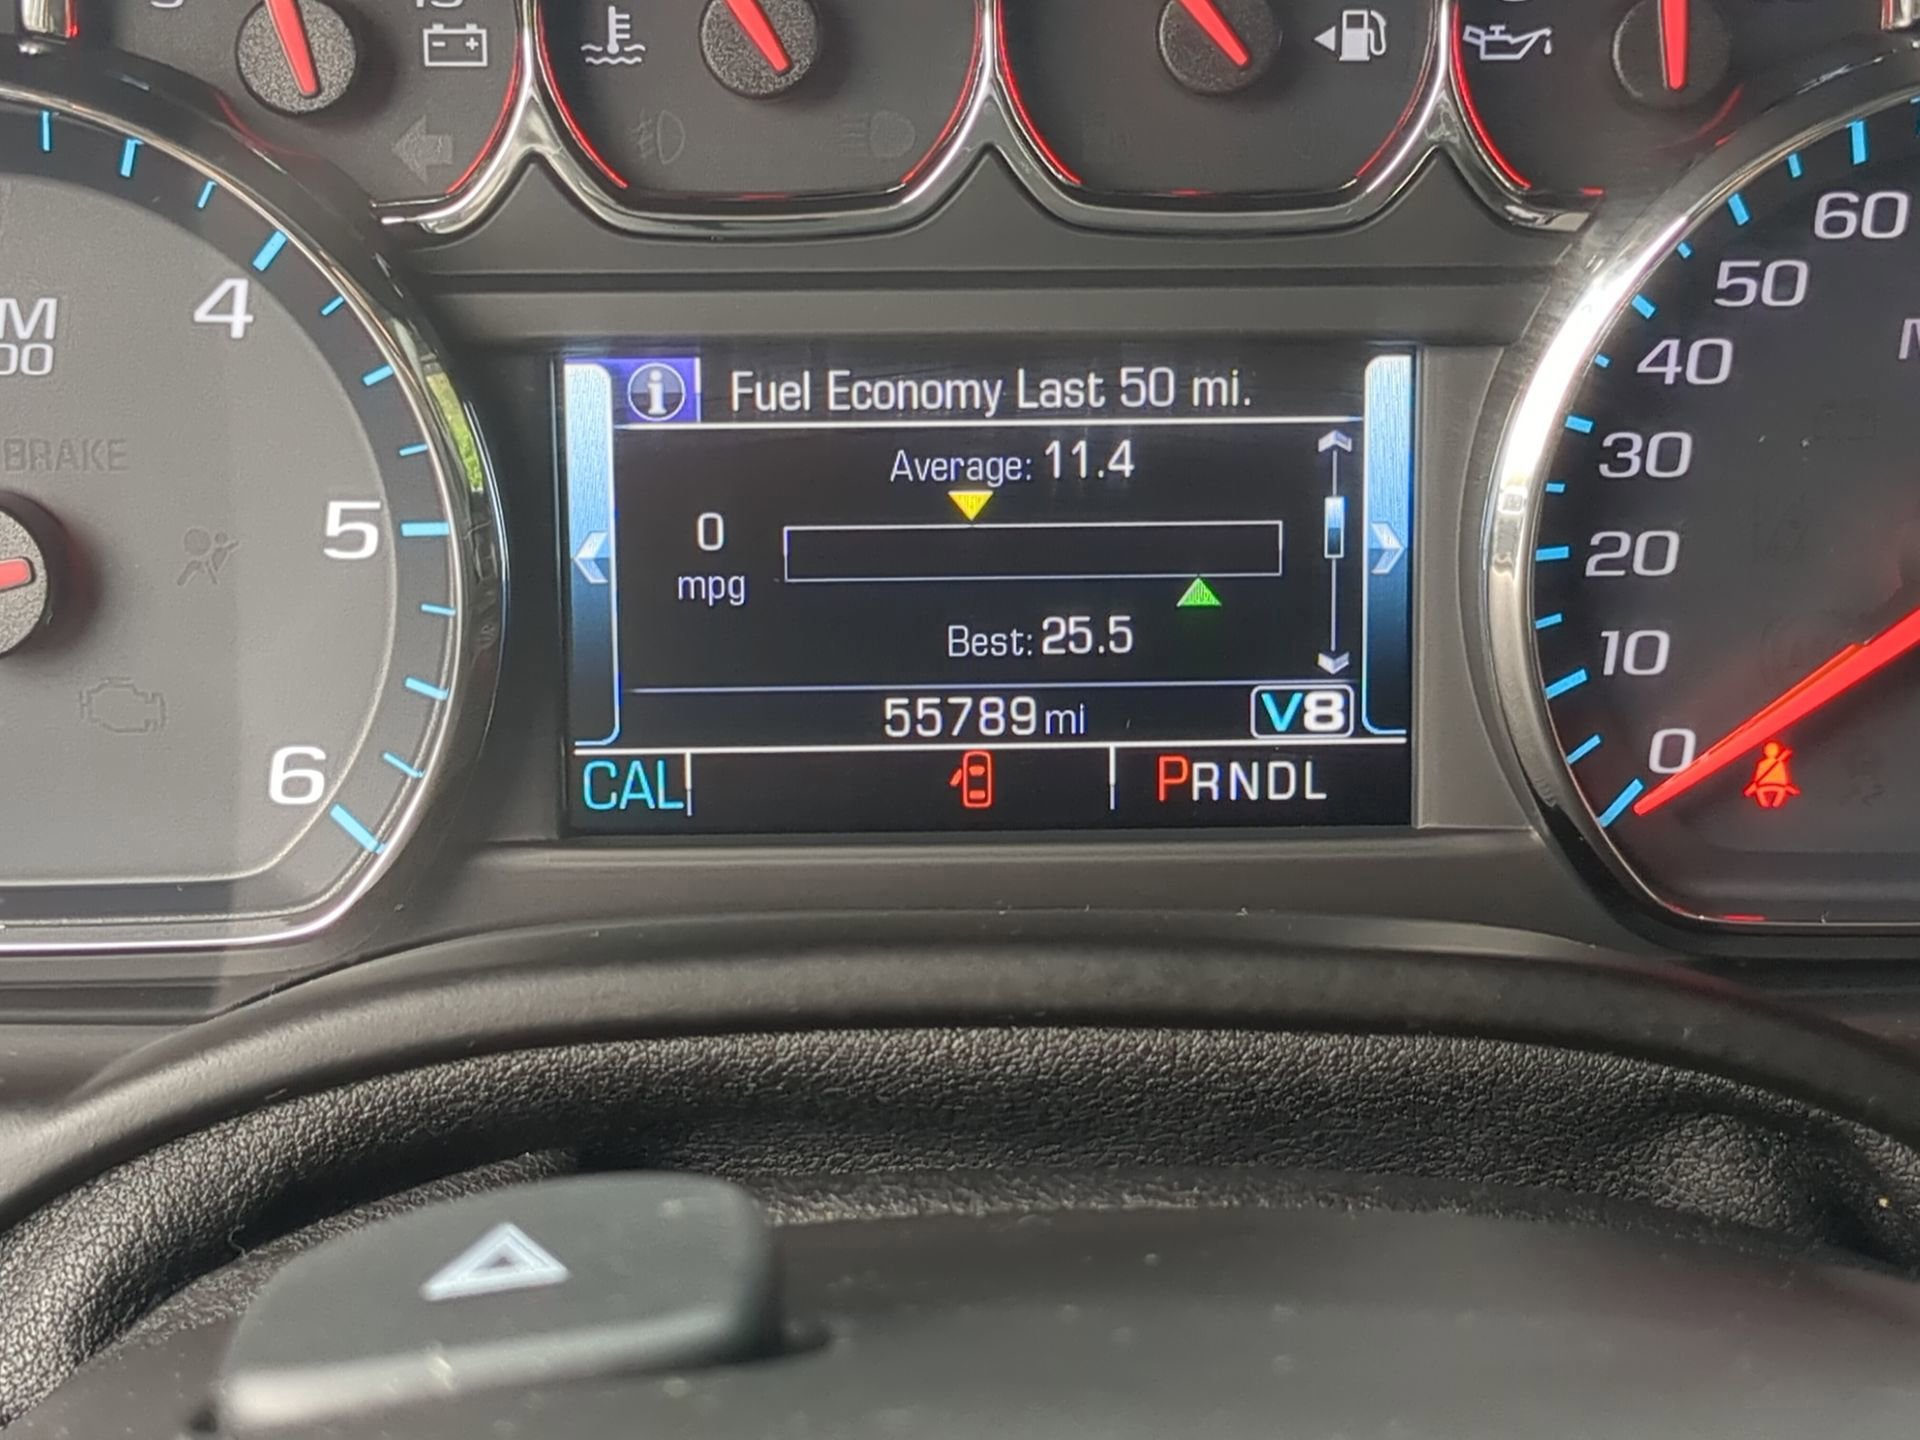 4
5
6
BRAKE
Fuel Economy Last 50 mi.
Average: 11.4
0
mpg
Best: 25.5
55789 mi
V8
CAL
PRNDL
60
50
40
30
20
10
0